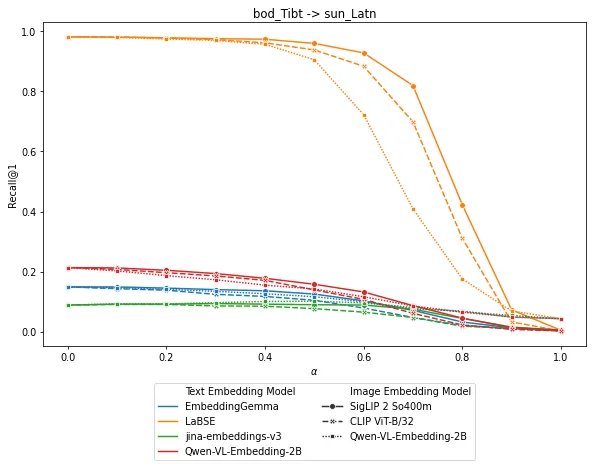 bod_Tibt -> sun_Latn
Recall@1
1.0
0.8
0.6
0.4
0.2
0.0
0.0 0.2 0.4 0.6 0.8 1.0
α
Text Embedding Model
EmbeddingGemma
LaBSE
jina-embeddings-v3
Qwen-VL-Embedding-2B
Image Embedding Model
SigLIP 2 So400m
CLIP ViT-B/32
Qwen-VL-Embedding-2B